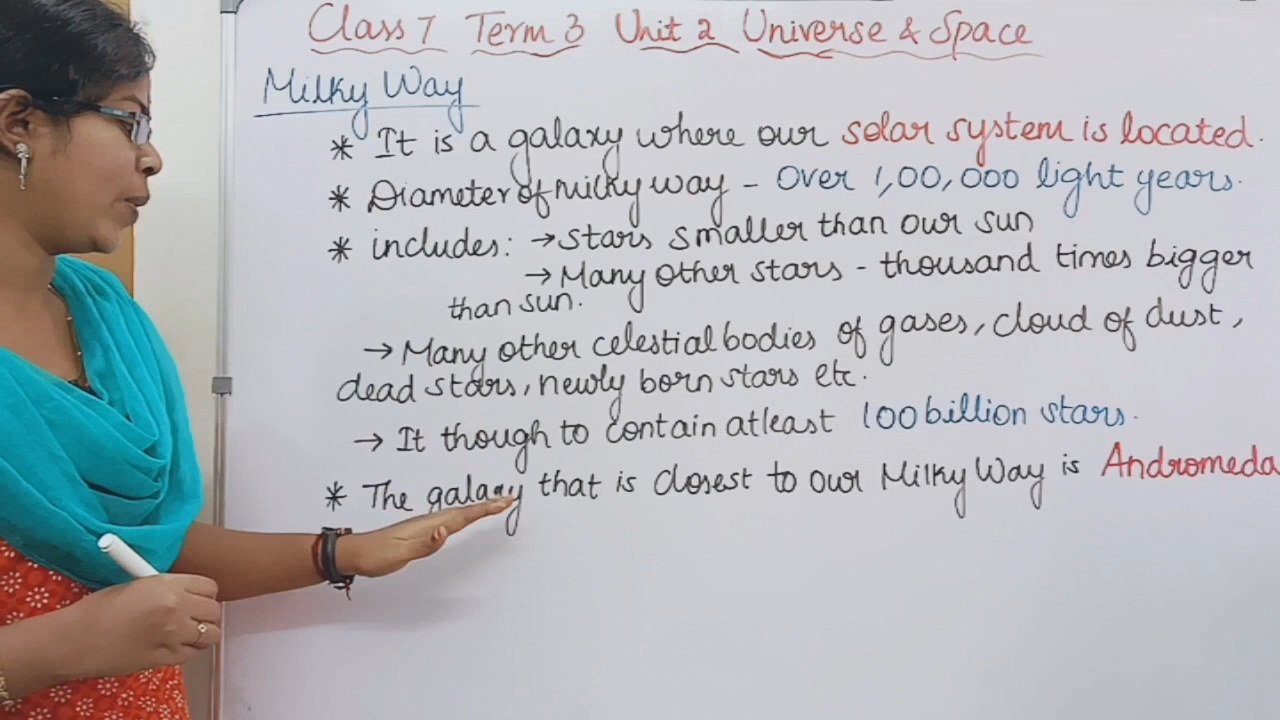 Class 7 Term 3 Unit 2 Universe & Space
Milky Way
* It is a galaxy where our solar system is located.
* Diameter of milky way - Over 1,00,000 light years.
* includes: → Stars smaller than our sun
→ Many other stars - thousand times bigger
than sun.
→ Many other celestial bodies of gases, cloud of dust,
dead stars, newly born stars etc.
→ It though to contain atleast 100 billion stars.
* The galaxy that is closest to our Milky Way is Andromeda